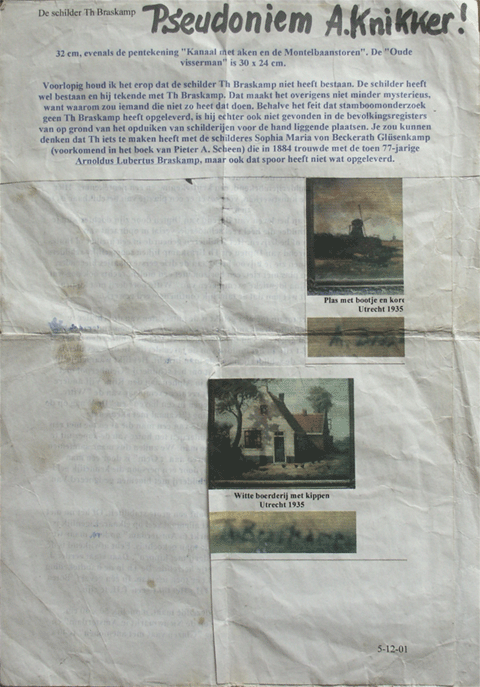 De schilder Th Braskamp
Pseudoniem A.Knikker!
32 cm, evenals de pentekening "Kanaal met aken en de Montelbaanstoren". De "Oude
visserman" is 30 x 24 cm.
Voorlopig houd ik het erop dat de schilder Th Braskamp niet heeft bestaan. De schilder heeft
wel bestaan en hij tekende met Th Braskamp. Dat maakt het overigens niet minder mysterieus,
want waarom zou iemand die niet zo heet dat doen. Behalve het feit dat stamboomonderzoek
geen Th Braskamp heeft opgeleverd, is hij echter ook niet gevonden in de bevolkingsregisters
van op grond van het opduiken van schilderijen voor de hand liggende plaatsen. Je zou kunnen
denken dat Th iets te maken heeft met de schilderes Sophia Maria von Beckerath Glüsenkamp
(voorkomend in het boek van Pieter A. Scheen) die in 1884 trouwde met de toen 77-jarige
Arnoldus Lubertus Braskamp, maar ook dat spoor heeft niet wat opgeleverd.
Plas met bootje en kore
Utrecht 1935
Witte boerderij met kippen
Utrecht 1935
Th Braskamp
5-12-01